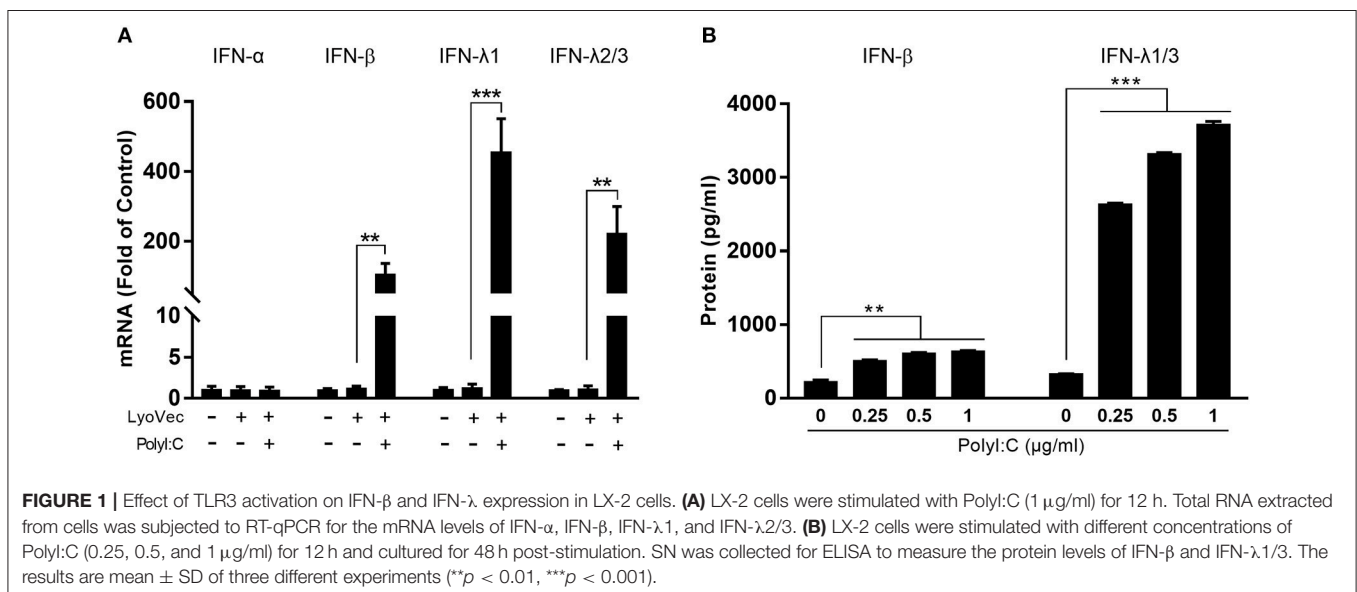 A
IFN-α IFN-β IFN-λ1 IFN-λ2/3
mRNA (Fold of Control)
600
400
200
10
5
0
** *** **
LyoVec - + + - + + - + + - + +
PolyI:C - - + - - + - - + - - +
B
IFN-β IFN-λ1/3
Protein (pg/ml)
4000
3000
2000
1000
0
** ***
0 0.25 0.5 1 0 0.25 0.5 1
PolyI:C (µg/ml)
FIGURE 1 | Effect of TLR3 activation on IFN-β and IFN-λ expression in LX-2 cells. (A) LX-2 cells were stimulated with PolyI:C (1 µg/ml) for 12 h. Total RNA extracted
from cells was subjected to RT-qPCR for the mRNA levels of IFN-α, IFN-β, IFN-λ1, and IFN-λ2/3. (B) LX-2 cells were stimulated with different concentrations of
PolyI:C (0.25, 0.5, and 1 µg/ml) for 12 h and cultured for 48 h post-stimulation. SN was collected for ELISA to measure the protein levels of IFN-β and IFN-λ1/3. The
results are mean ± SD of three different experiments (**p < 0.01, ***p < 0.001).